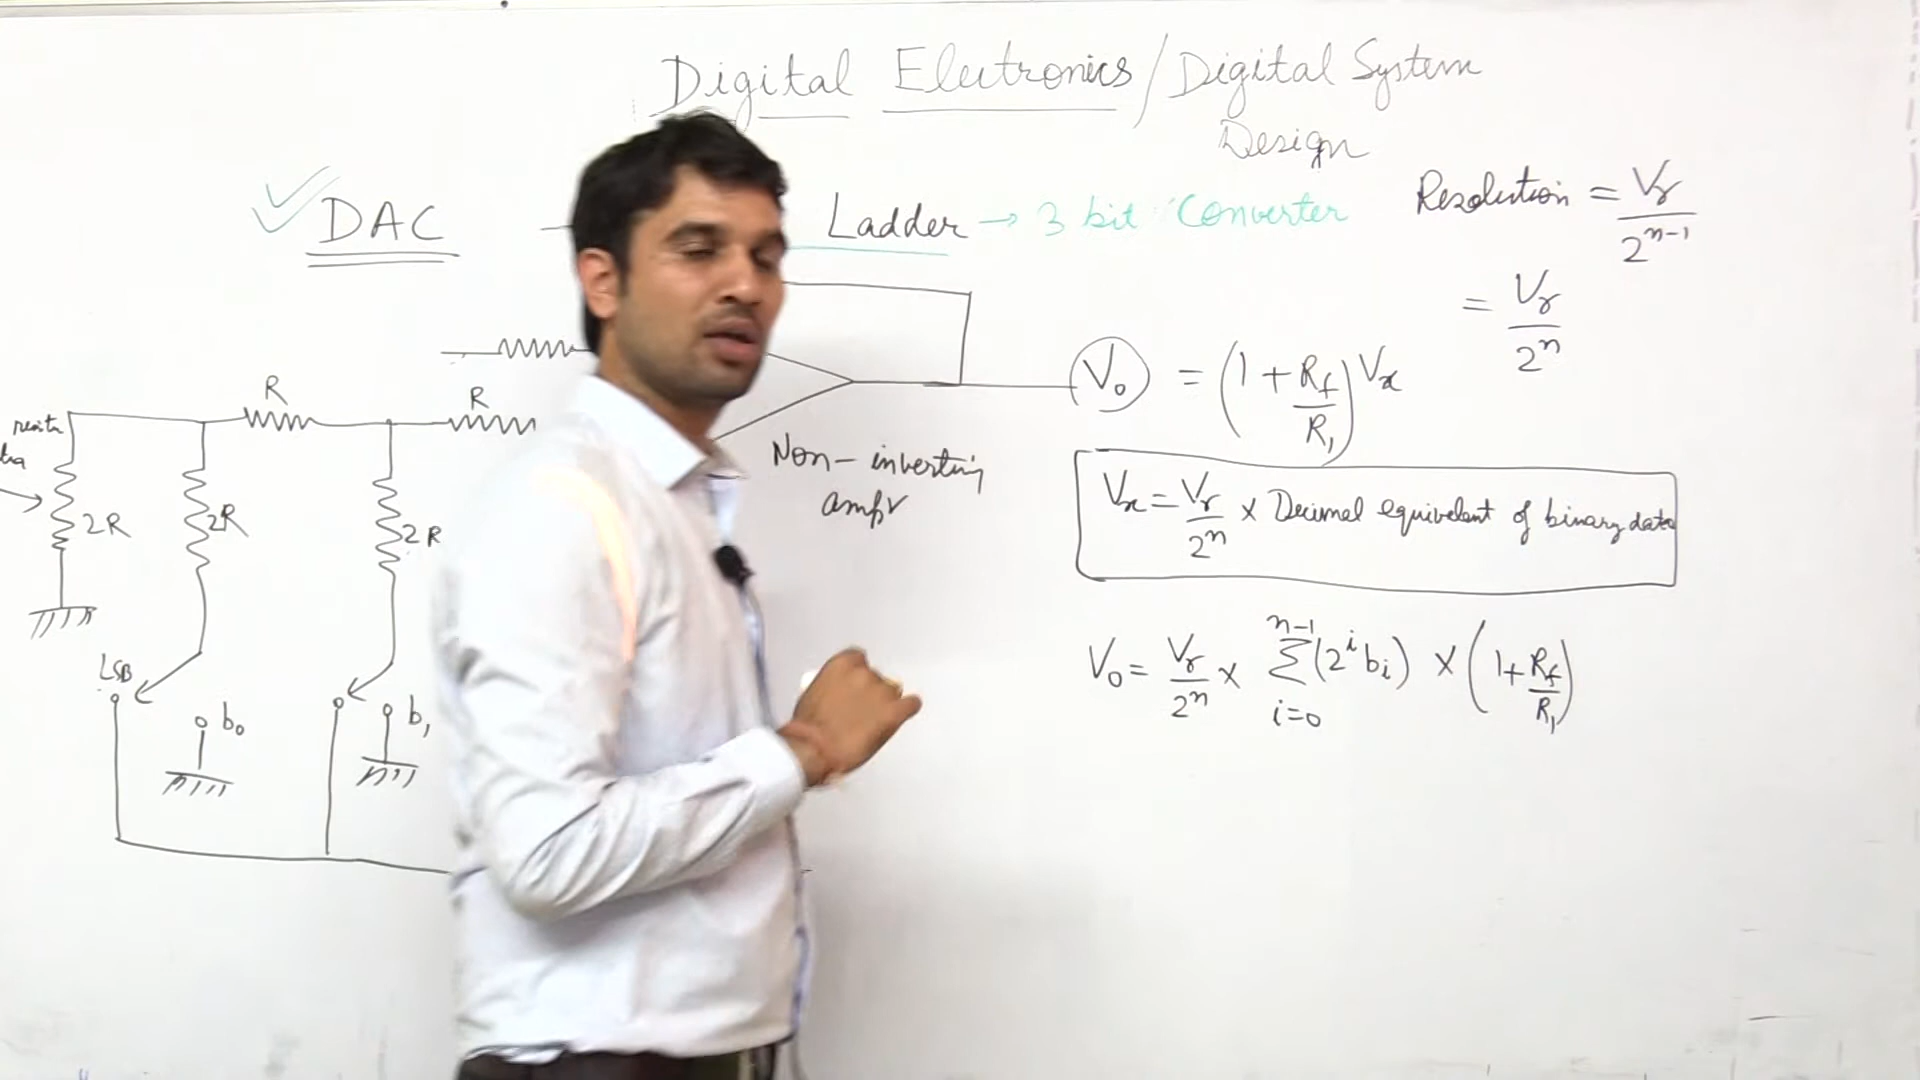 Digital Electronics / Digital System
Design
DAC Ladder → 3 bit Converter
Resolution = Vr / 2^(n-1)
= Vr / 2^n
V₀ = (1 + Rf/R₁) Vx
Non-inverting
ampr
Vx = Vr/2^n × Decimal equivalent of binary data
V₀ = Vr/2^n × Σ_{i=0}^{n-1} (2^i bᵢ) × (1 + Rf/R₁)
R
R
2R
2R
2R
LSB
b₀
b₁